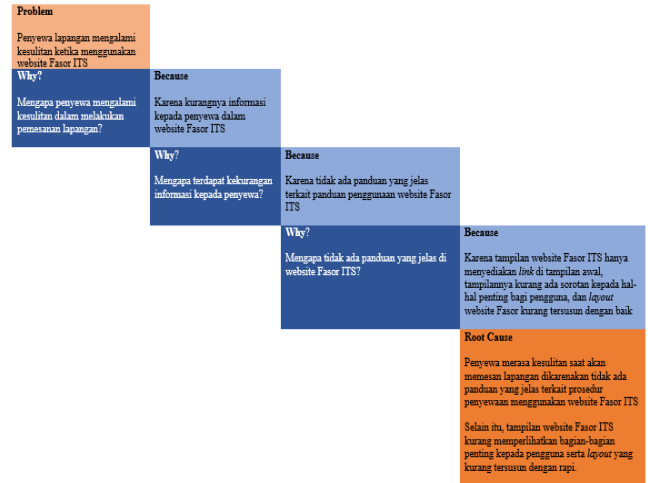 Problem
Penyewa lapangan mengalami
kesulitan ketika menggunakan
website Fasor ITS
Why?
Mengapa penyewa mengalami
kesulitan dalam melakukan
pemesanan lapangan?
Because
Karena kurangnya informasi
kepada penyewa dalam
website Fasor ITS
Why?
Mengapa terdapat kekurangan
informasi kepada penyewa?
Because
Karena tidak ada panduan yang jelas
terkait panduan penggunaan website Fasor
ITS
Why?
Mengapa tidak ada panduan yang jelas di
website Fasor ITS?
Because
Karena tampilan website Fasor ITS hanya
menyediakan link di tampilan awal,
tampilannya kurang ada sorotan kepada hal-
hal penting bagi pengguna, dan layout
website Fasor kurang tersusun dengan baik
Root Cause
Penyewa merasa kesulitan saat akan
memesan lapangan dikarenakan tidak ada
panduan yang jelas terkait prosedur
penyewaan menggunakan website Fasor ITS
Selain itu, tampilan website Fasor ITS
kurang memperlihatkan bagian-bagian
penting kepada pengguna serta layout yang
kurang tersusun dengan rapi.